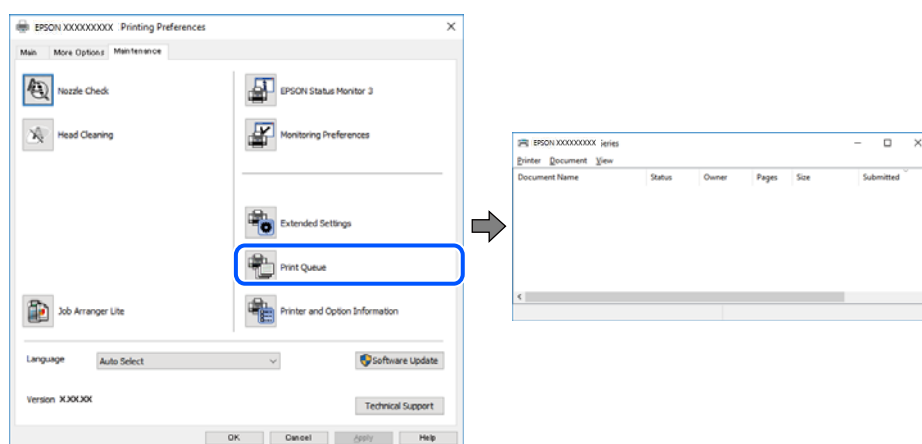 EPSON XXXXXXXXX Printing Preferences
Main More Options Maintenance
Nozzle Check
EPSON Status Monitor 3
Head Cleaning
Monitoring Preferences
Extended Settings
Print Queue
Job Arranger Lite
Printer and Option Information
Language Auto Select
Software Update
Version X.XX.XX
Technical Support
OK Cancel Apply Help
EPSON XXXXXXXXX ieries
Printer Document View
Document Name Status Owner Pages Size Submitted